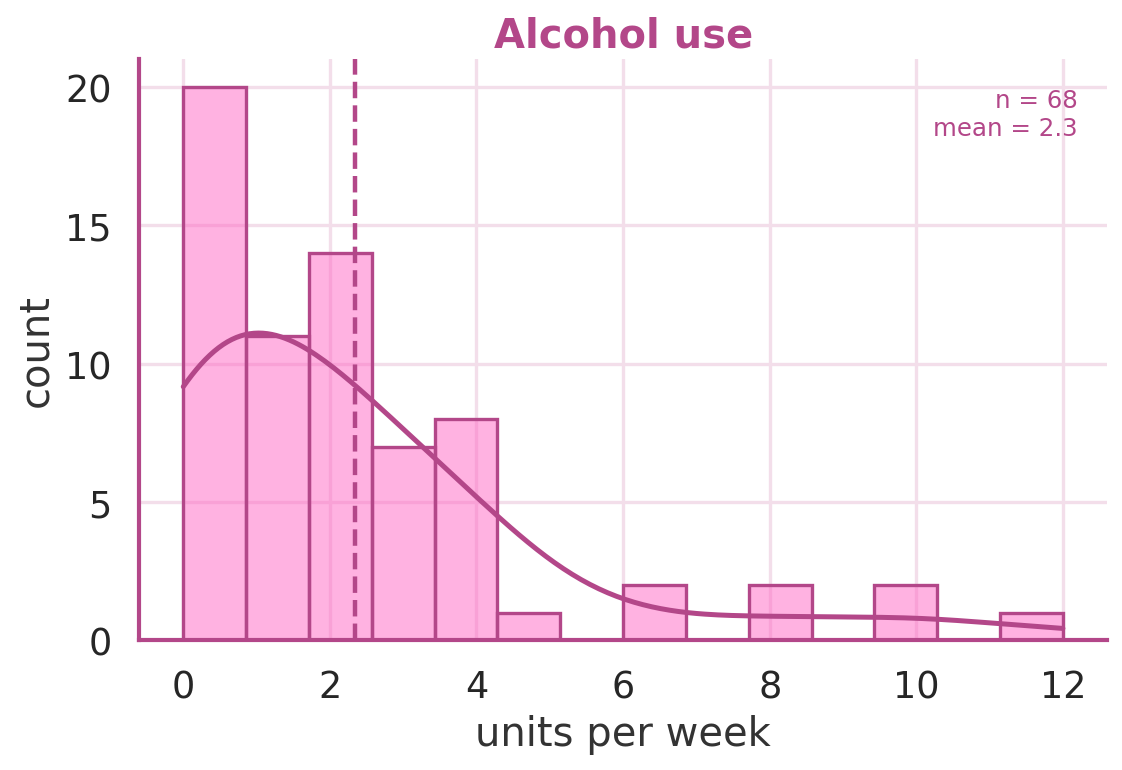 Alcohol use
n = 68
mean = 2.3
20
15
10
5
0
count
0 2 4 6 8 10 12
units per week